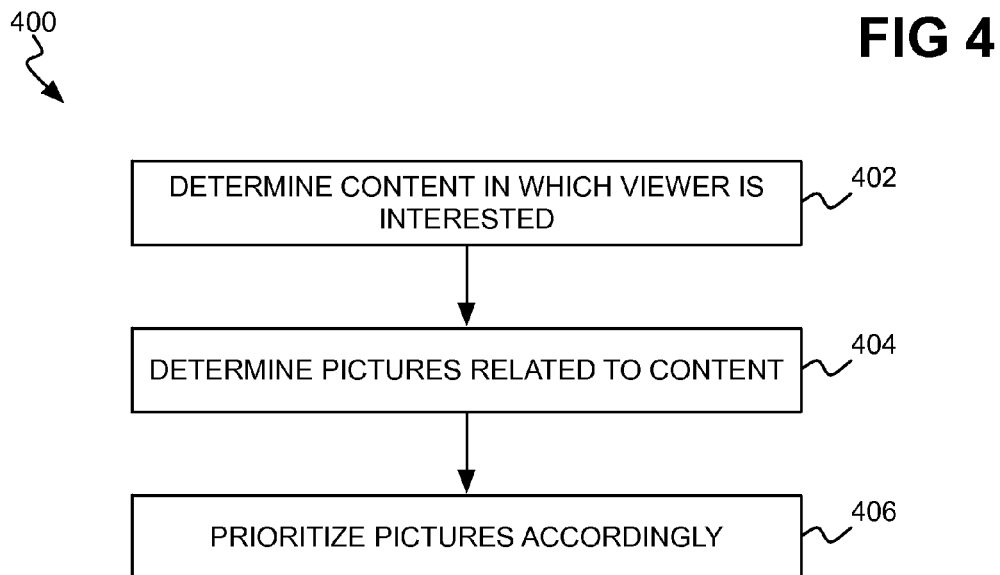 400
FIG 4
DETERMINE CONTENT IN WHICH VIEWER IS
INTERESTED
402
DETERMINE PICTURES RELATED TO CONTENT
404
PRIORITIZE PICTURES ACCORDINGLY
406